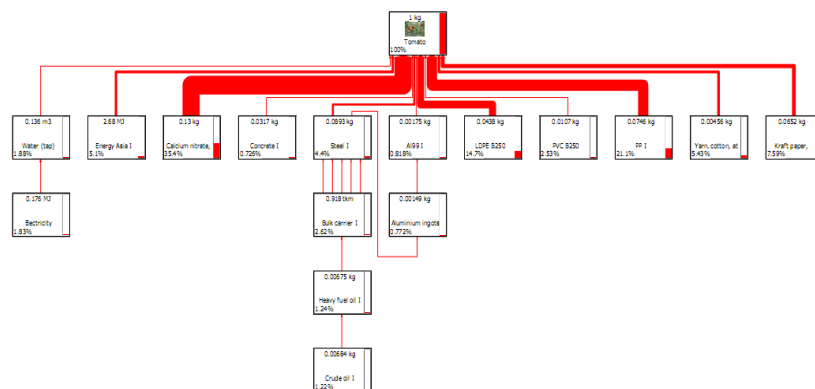 1 kg
Tomato
100%
0.136 m3
Water (tap)
1.88%
2.68 MJ
Energy Asia I
5.1%
0.13 kg
Calcium nitrate,
35.4%
0.0317 kg
Concrete I
0.726%
0.0893 kg
Steel I
4.4%
0.00175 kg
Al99 I
0.818%
0.0438 kg
LDPE B250
14.7%
0.0107 kg
PVC B250
2.53%
0.0746 kg
PP I
21.1%
0.00456 kg
Yarn, cotton, at
5.43%
0.0652 kg
Kraft paper,
7.59%
0.176 MJ
Electricity
1.83%
0.918 tkm
Bulk carrier I
2.62%
0.00149 kg
Aluminium ingots
0.772%
0.00675 kg
Heavy fuel oil I
1.24%
0.00684 kg
Crude oil I
1.22%